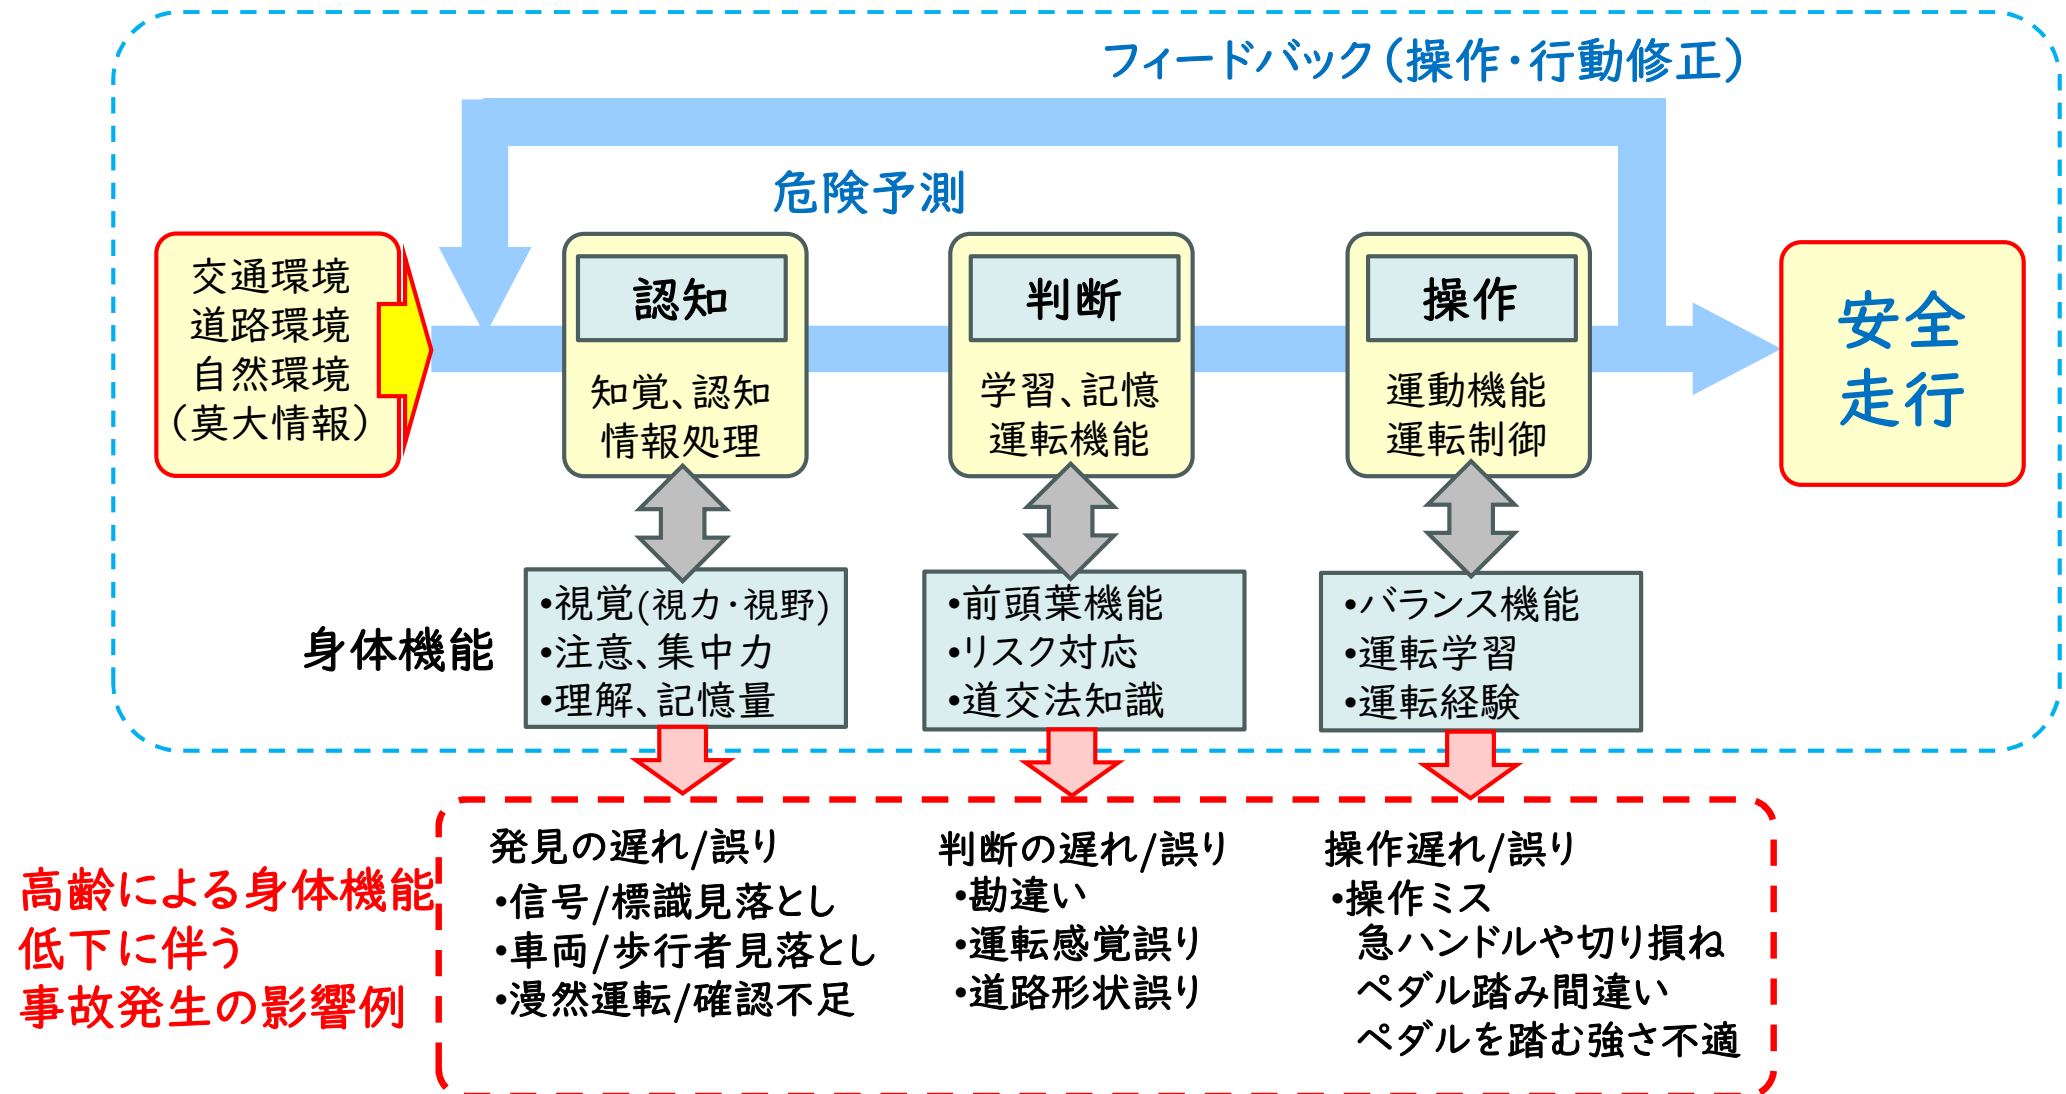 フィードバック（操作・行動修正）
危険予測
交通環境
道路環境
自然環境
（莫大情報）
認知
知覚、認知
情報処理
判断
学習、記憶
運転機能
操作
運動機能
運転制御
安全
走行
身体機能
•視覚(視力・視野)
•注意、集中力
•理解、記憶量
•前頭葉機能
•リスク対応
•道交法知識
•バランス機能
•運転学習
•運転経験
高齢による身体機能
低下に伴う
事故発生の影響例
発見の遅れ/誤り
•信号/標識見落とし
•車両/歩行者見落とし
•漫然運転/確認不足
判断の遅れ/誤り
•勘違い
•運転感覚誤り
•道路形状誤り
操作遅れ/誤り
•操作ミス
急ハンドルや切り損ね
ペダル踏み間違い
ペダルを踏む強さ不適